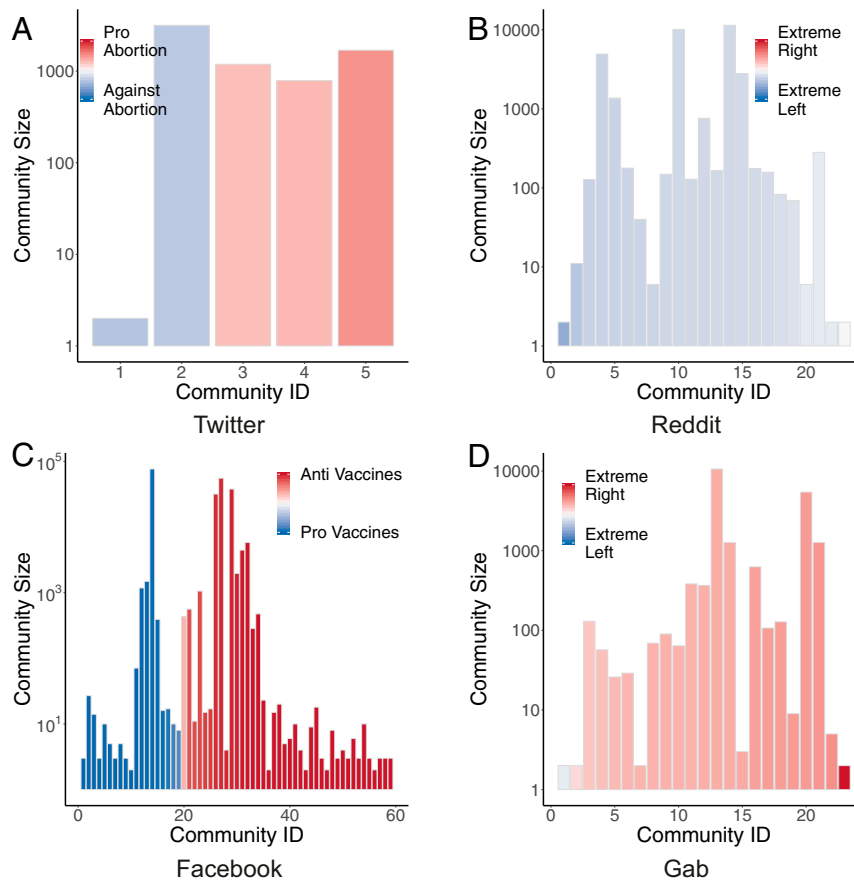 A
Pro
Abortion
Against
Abortion
Community Size
1000
100
10
1
1 2 3 4 5
Community ID
Twitter
B
Extreme
Right
Extreme
Left
Community Size
10000
1000
100
10
1
0 5 10 15 20
Community ID
Reddit
C
Anti Vaccines
Pro Vaccines
Community Size
10^5
10^3
10^1
0 20 40 60
Community ID
Facebook
D
Extreme
Right
Extreme
Left
Community Size
10000
1000
100
10
1
0 5 10 15 20
Community ID
Gab